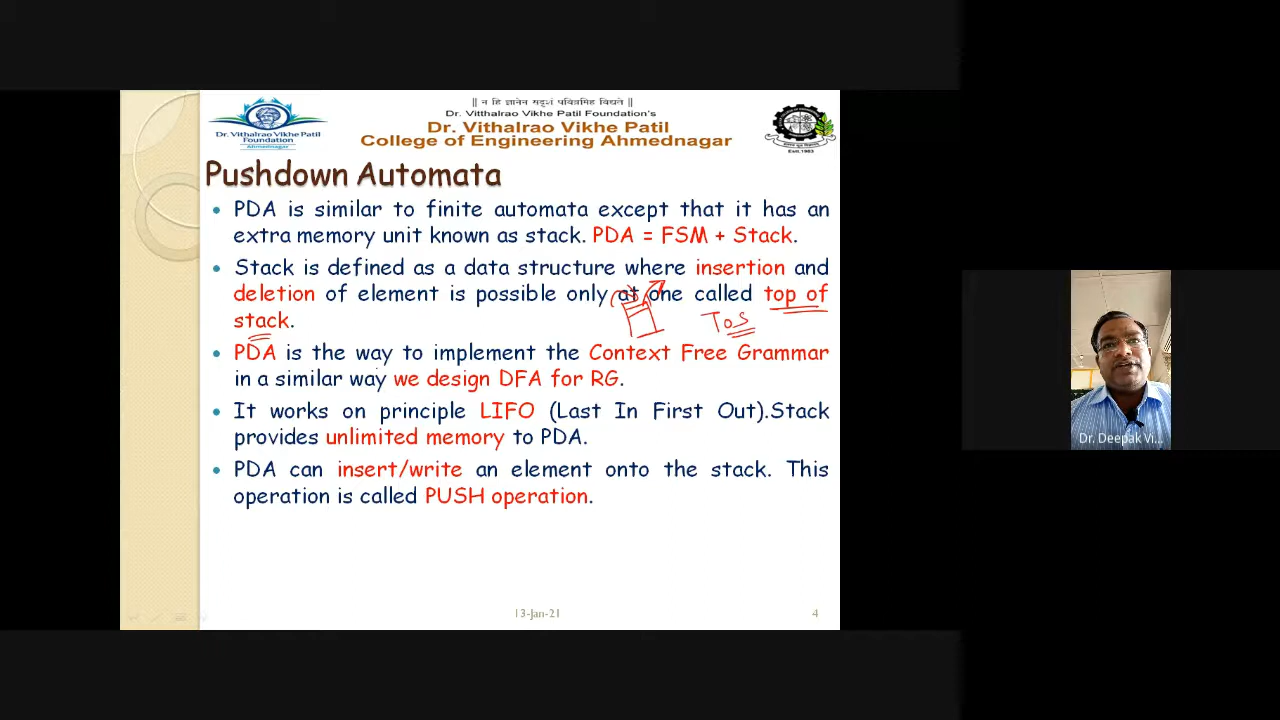 || न हि ज्ञानेन सदृशं पवित्रमिह विद्यते ||
Dr. Vitthalrao Vikhe Patil Foundation's
Dr. Vithalrao Vikhe Patil
College of Engineering Ahmednagar
Dr. Vithalrao Vikhe Patil
Foundation
Ahmednagar
Estd.1983
Pushdown Automata
• PDA is similar to finite automata except that it has an
extra memory unit known as stack. PDA = FSM + Stack.
• Stack is defined as a data structure where insertion and
deletion of element is possible only at one called top of
stack.
TOS
• PDA is the way to implement the Context Free Grammar
in a similar way we design DFA for RG.
• It works on principle LIFO (Last In First Out).Stack
provides unlimited memory to PDA.
• PDA can insert/write an element onto the stack. This
operation is called PUSH operation.
13-Jan-21
4
Dr. Deepak Vi...